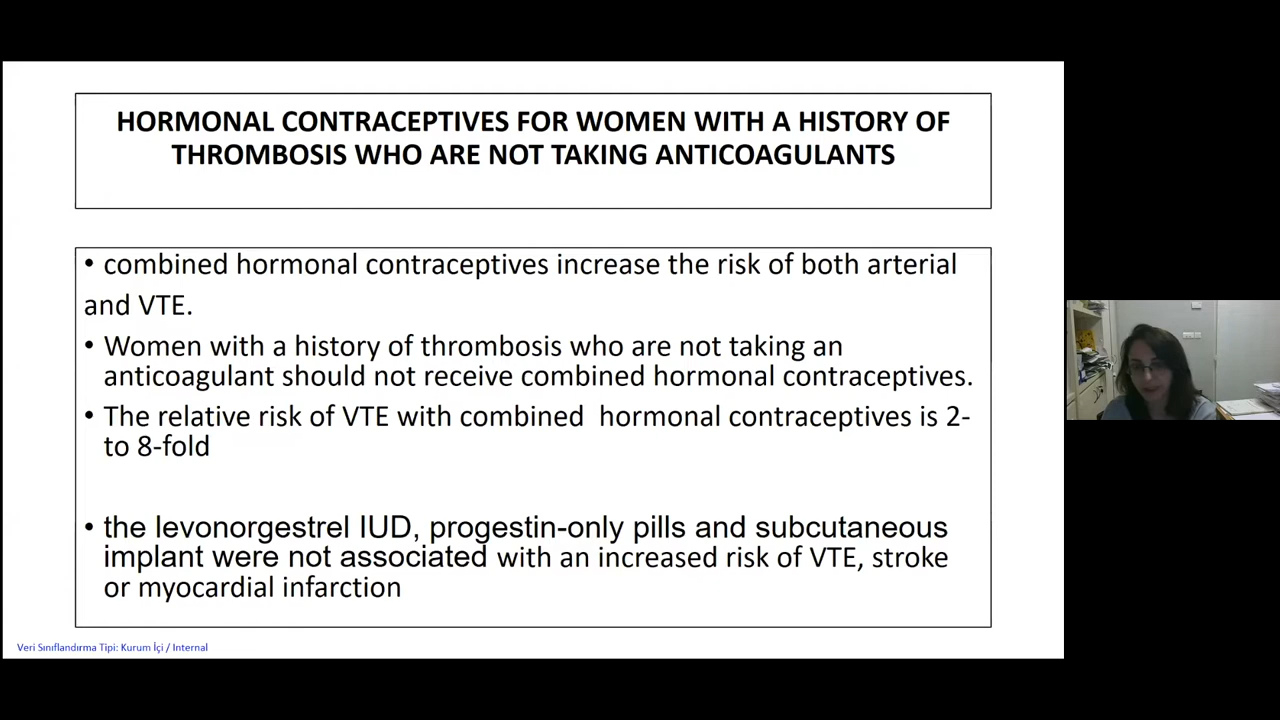 HORMONAL CONTRACEPTIVES FOR WOMEN WITH A HISTORY OF
THROMBOSIS WHO ARE NOT TAKING ANTICOAGULANTS
• combined hormonal contraceptives increase the risk of both arterial
and VTE.
• Women with a history of thrombosis who are not taking an
anticoagulant should not receive combined hormonal contraceptives.
• The relative risk of VTE with combined  hormonal contraceptives is 2-
to 8-fold
• the levonorgestrel IUD, progestin-only pills and subcutaneous
implant were not associated with an increased risk of VTE, stroke
or myocardial infarction
Veri Sınıflandırma Tipi: Kurum İçi / Internal